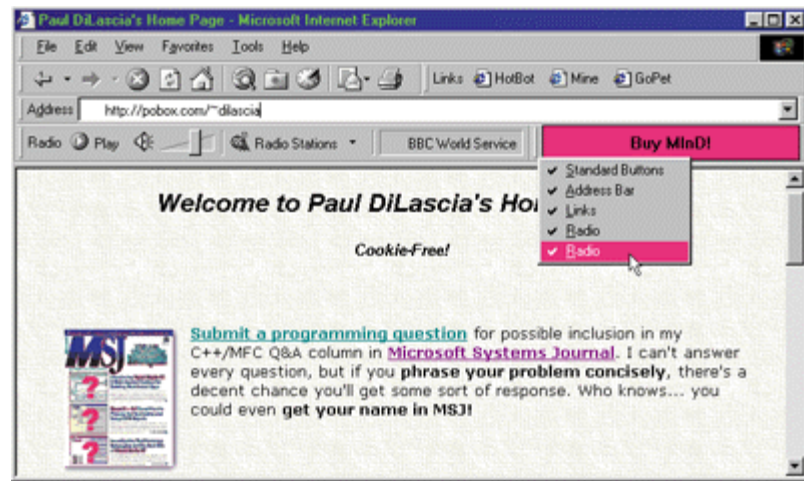 Paul DiLascia's Home Page - Microsoft Internet Explorer
File Edit View Favorites Tools Help
Links HotBot Mine GoPet
Address http://pobox.com/~dilascia
Radio Play Radio Stations BBC World Service Buy MInD!
Standard Buttons
Address Bar
Links
Radio
Radio
Welcome to Paul DiLascia's Ho
Cookie-Free!
MSJ
Submit a programming question for possible inclusion in my
C++/MFC Q&A column in Microsoft Systems Journal. I can't answer
every question, but if you phrase your problem concisely, there's a
decent chance you'll get some sort of response. Who knows... you
could even get your name in MSJ!